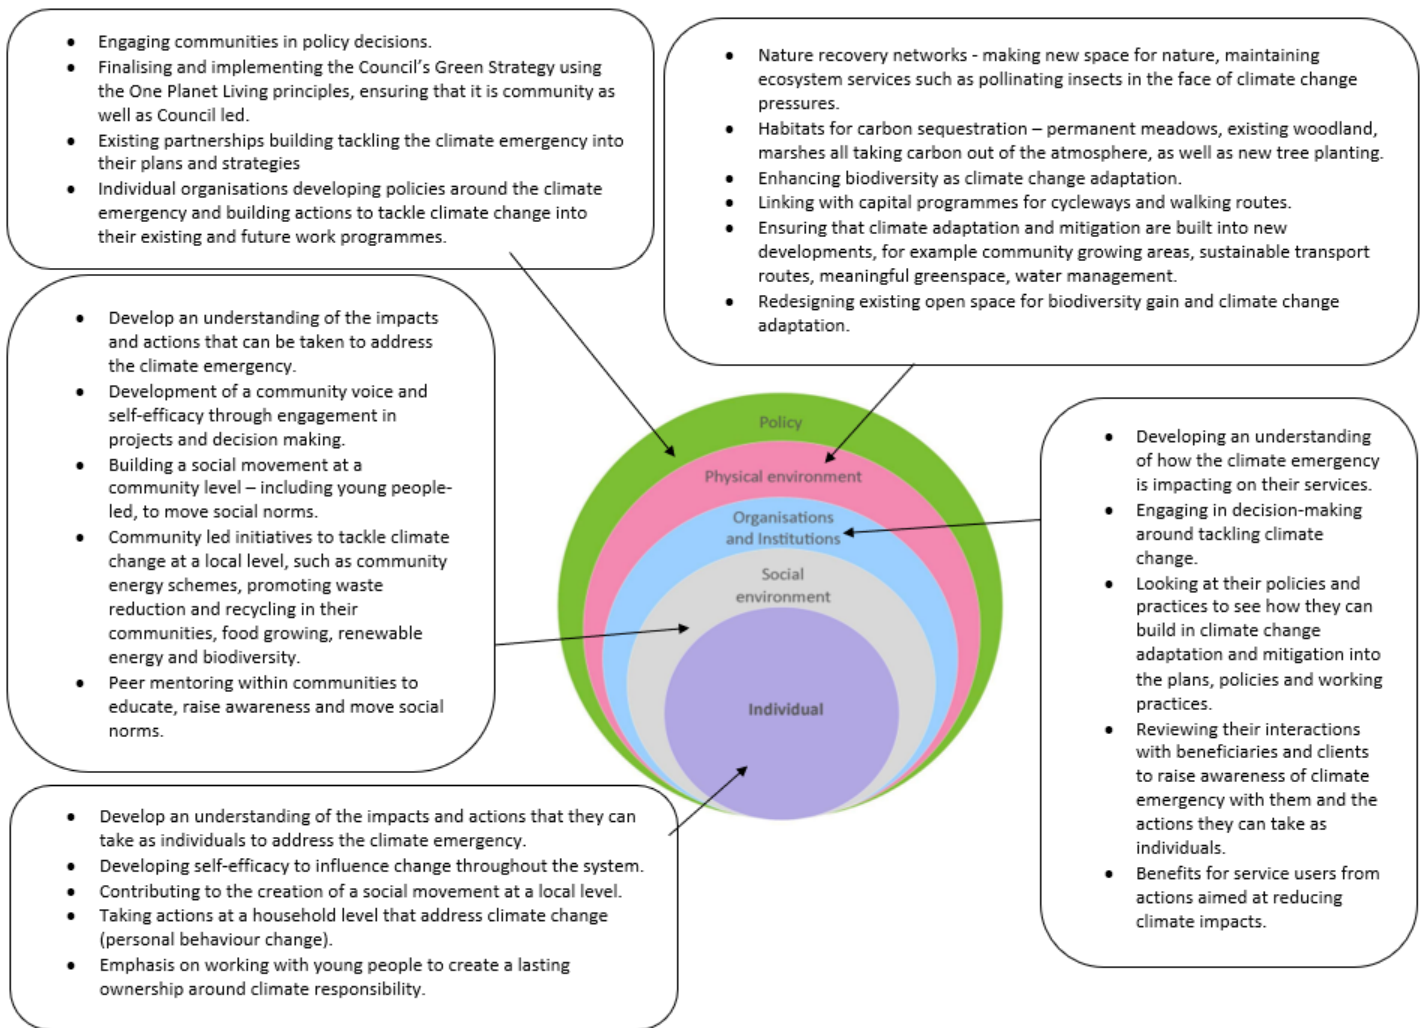 • Engaging communities in policy decisions.
• Finalising and implementing the Council's Green Strategy using
the One Planet Living principles, ensuring that it is community as
well as Council led.
• Existing partnerships building tackling the climate emergency into
their plans and strategies
• Individual organisations developing policies around the climate
emergency and building actions to tackle climate change into
their existing and future work programmes.
• Nature recovery networks - making new space for nature, maintaining
ecosystem services such as pollinating insects in the face of climate change
pressures.
• Habitats for carbon sequestration – permanent meadows, existing woodland,
marshes all taking carbon out of the atmosphere, as well as new tree planting.
• Enhancing biodiversity as climate change adaptation.
• Linking with capital programmes for cycleways and walking routes.
• Ensuring that climate adaptation and mitigation are built into new
developments, for example community growing areas, sustainable transport
routes, meaningful greenspace, water management.
• Redesigning existing open space for biodiversity gain and climate change
adaptation.
• Develop an understanding of the impacts
and actions that can be taken to address
the climate emergency.
• Development of a community voice and
self-efficacy through engagement in
projects and decision making.
• Building a social movement at a
community level – including young people-
led, to move social norms.
• Community led initiatives to tackle climate
change at a local level, such as community
energy schemes, promoting waste
reduction and recycling in their
communities, food growing, renewable
energy and biodiversity.
• Peer mentoring within communities to
educate, raise awareness and move social
norms.
Policy
Physical environment
Organisations
and Institutions
Social
environment
Individual
• Developing an understanding
of how the climate emergency
is impacting on their services.
• Engaging in decision-making
around tackling climate
change.
• Looking at their policies and
practices to see how they can
build in climate change
adaptation and mitigation into
the plans, policies and working
practices.
• Reviewing their interactions
with beneficiaries and clients
to raise awareness of climate
emergency with them and the
actions they can take as
individuals.
• Benefits for service users from
actions aimed at reducing
climate impacts.
• Develop an understanding of the impacts and actions that they can
take as individuals to address the climate emergency.
• Developing self-efficacy to influence change throughout the system.
• Contributing to the creation of a social movement at a local level.
• Taking actions at a household level that address climate change
(personal behaviour change).
• Emphasis on working with young people to create a lasting
ownership around climate responsibility.